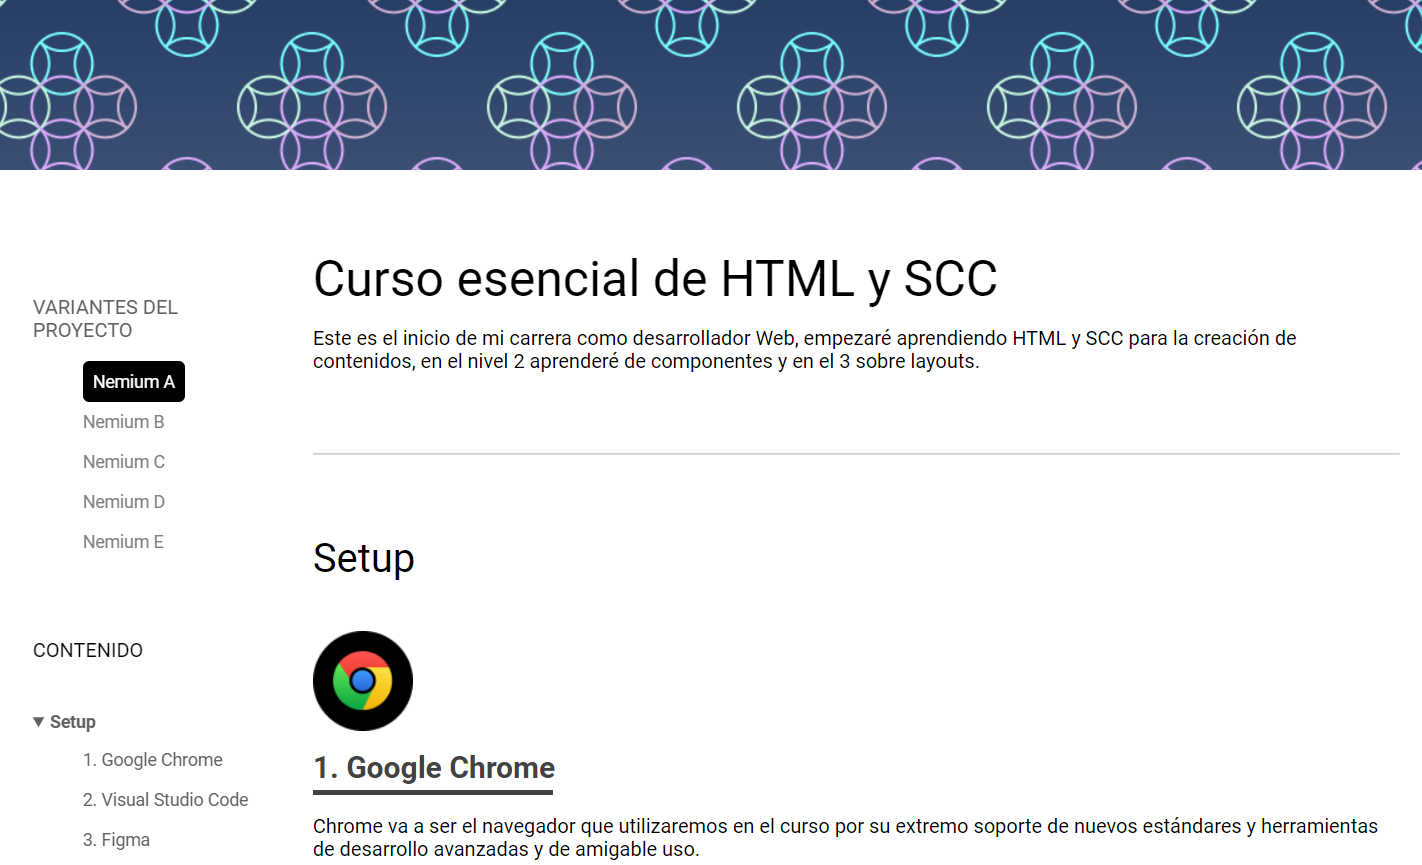 VARIANTES DEL
PROYECTO
Nemium A
Nemium B
Nemium C
Nemium D
Nemium E
CONTENIDO
▼ Setup
1. Google Chrome
2. Visual Studio Code
3. Figma
Curso esencial de HTML y SCC
Este es el inicio de mi carrera como desarrollador Web, empezaré aprendiendo HTML y SCC para la creación de
contenidos, en el nivel 2 aprenderé de componentes y en el 3 sobre layouts.
Setup
1. Google Chrome
Chrome va a ser el navegador que utilizaremos en el curso por su extremo soporte de nuevos estándares y herramientas
de desarrollo avanzadas y de amigable uso.